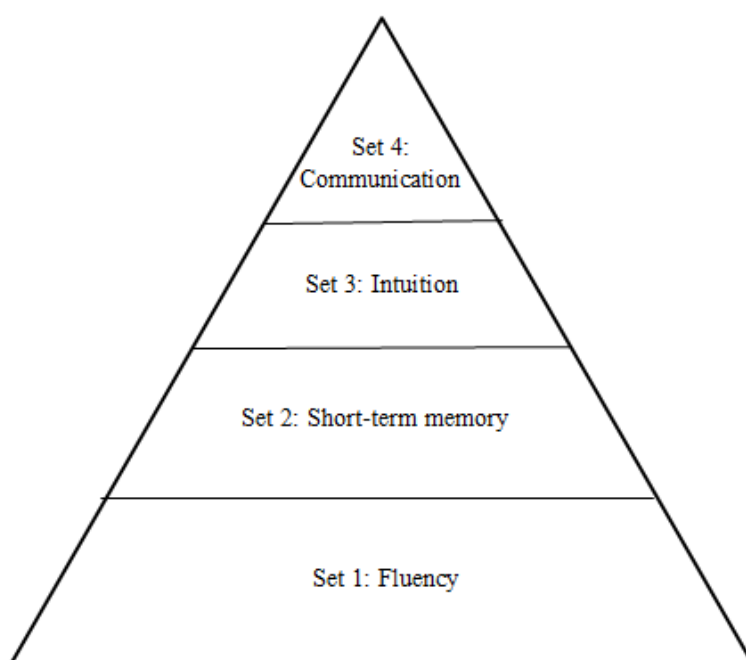 Set 4:
Communication
Set 3: Intuition
Set 2: Short-term memory
Set 1: Fluency